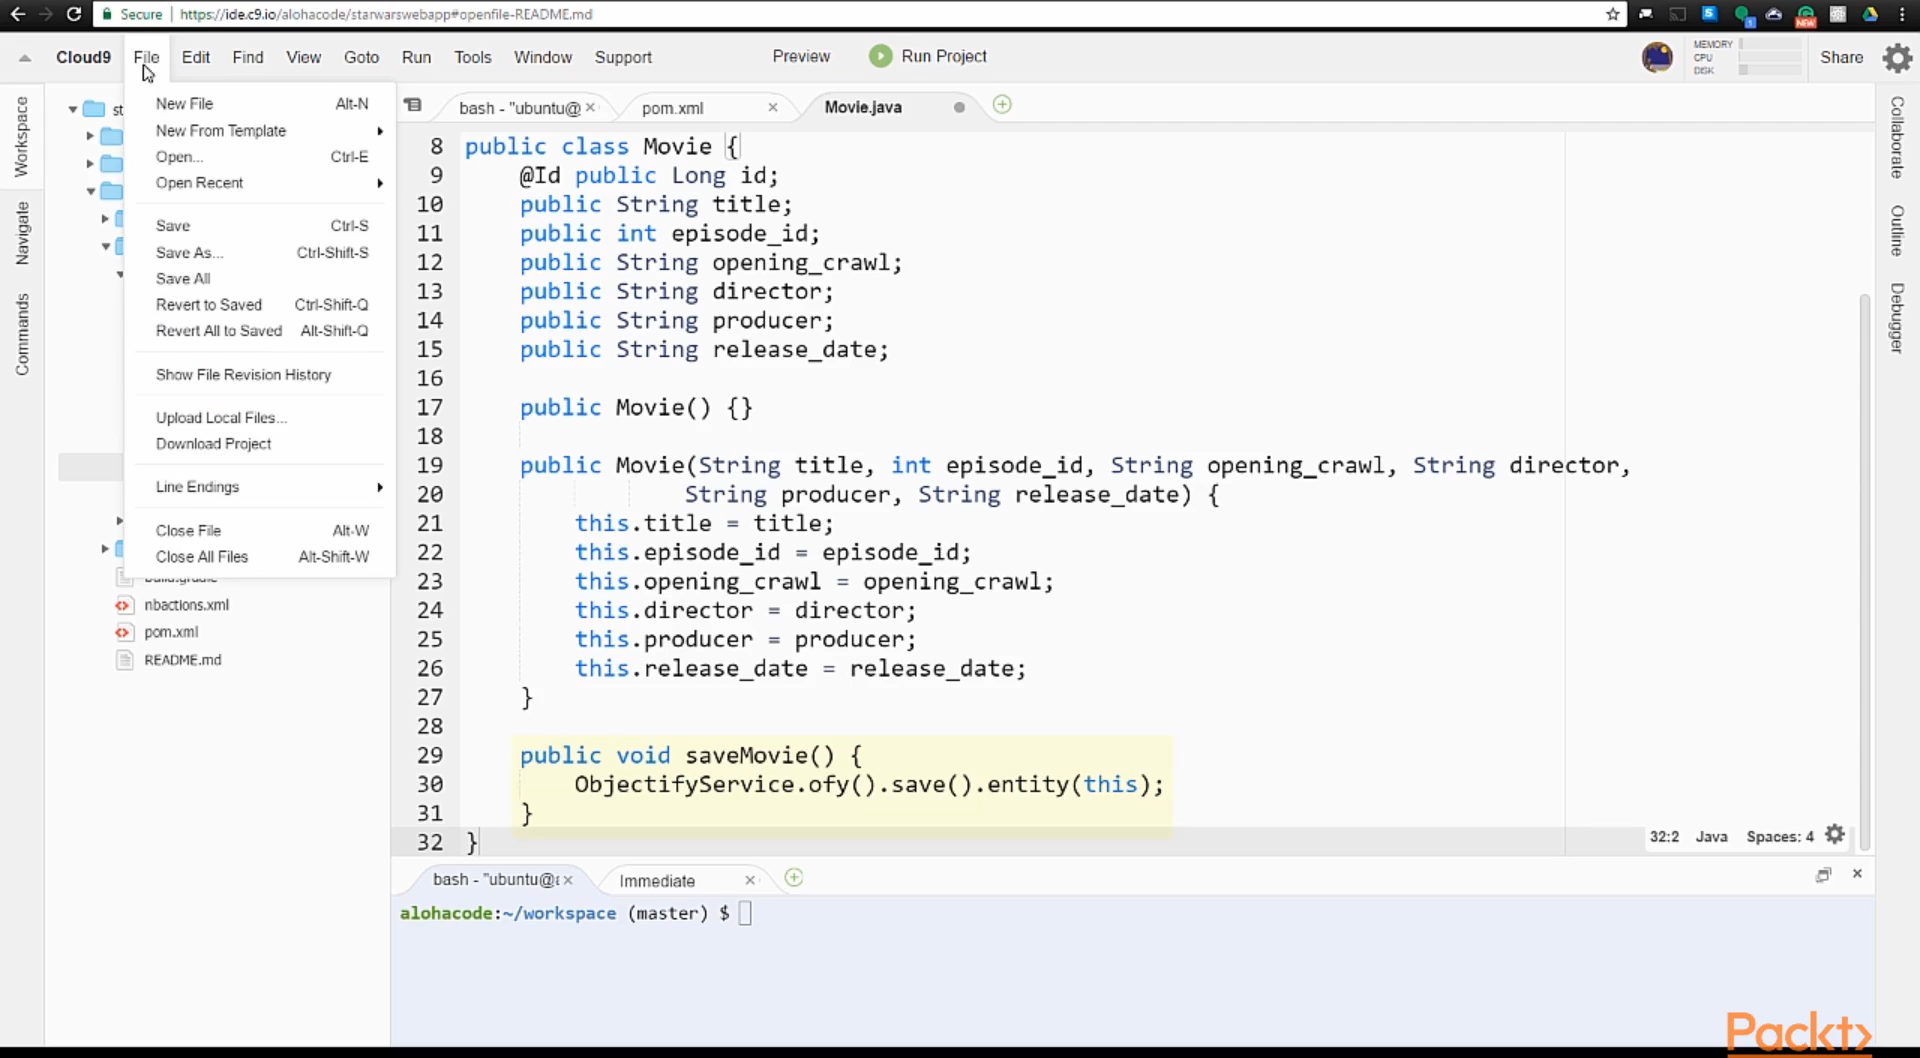 Secure https://ide.c9.io/alohacode/starwarswebapp#openfile-README.md
Cloud9 File Edit Find View Goto Run Tools Window Support Preview Run Project
MEMORY
CPU
DISK
Share
Workspace
Navigate
Commands
st
New File Alt-N
New From Template
Open... Ctrl-E
Open Recent
Save Ctrl-S
Save As... Ctrl-Shift-S
Save All
Revert to Saved Ctrl-Shift-Q
Revert All to Saved Alt-Shift-Q
Show File Revision History
Upload Local Files...
Download Project
Line Endings
Close File Alt-W
Close All Files Alt-Shift-W
build.gradle
nbactions.xml
pom.xml
README.md
bash - "ubuntu@ pom.xml Movie.java
8 public class Movie {
9 @Id public Long id;
10 public String title;
11 public int episode_id;
12 public String opening_crawl;
13 public String director;
14 public String producer;
15 public String release_date;
16
17 public Movie() {}
18
19 public Movie(String title, int episode_id, String opening_crawl, String director,
20 String producer, String release_date) {
21 this.title = title;
22 this.episode_id = episode_id;
23 this.opening_crawl = opening_crawl;
24 this.director = director;
25 this.producer = producer;
26 this.release_date = release_date;
27 }
28
29 public void saveMovie() {
30 ObjectifyService.ofy().save().entity(this);
31 }
32 }
32:2 Java Spaces: 4
bash - "ubuntu@ Immediate
alohacode:~/workspace (master) $
Collaborate
Outline
Debugger
Packt>